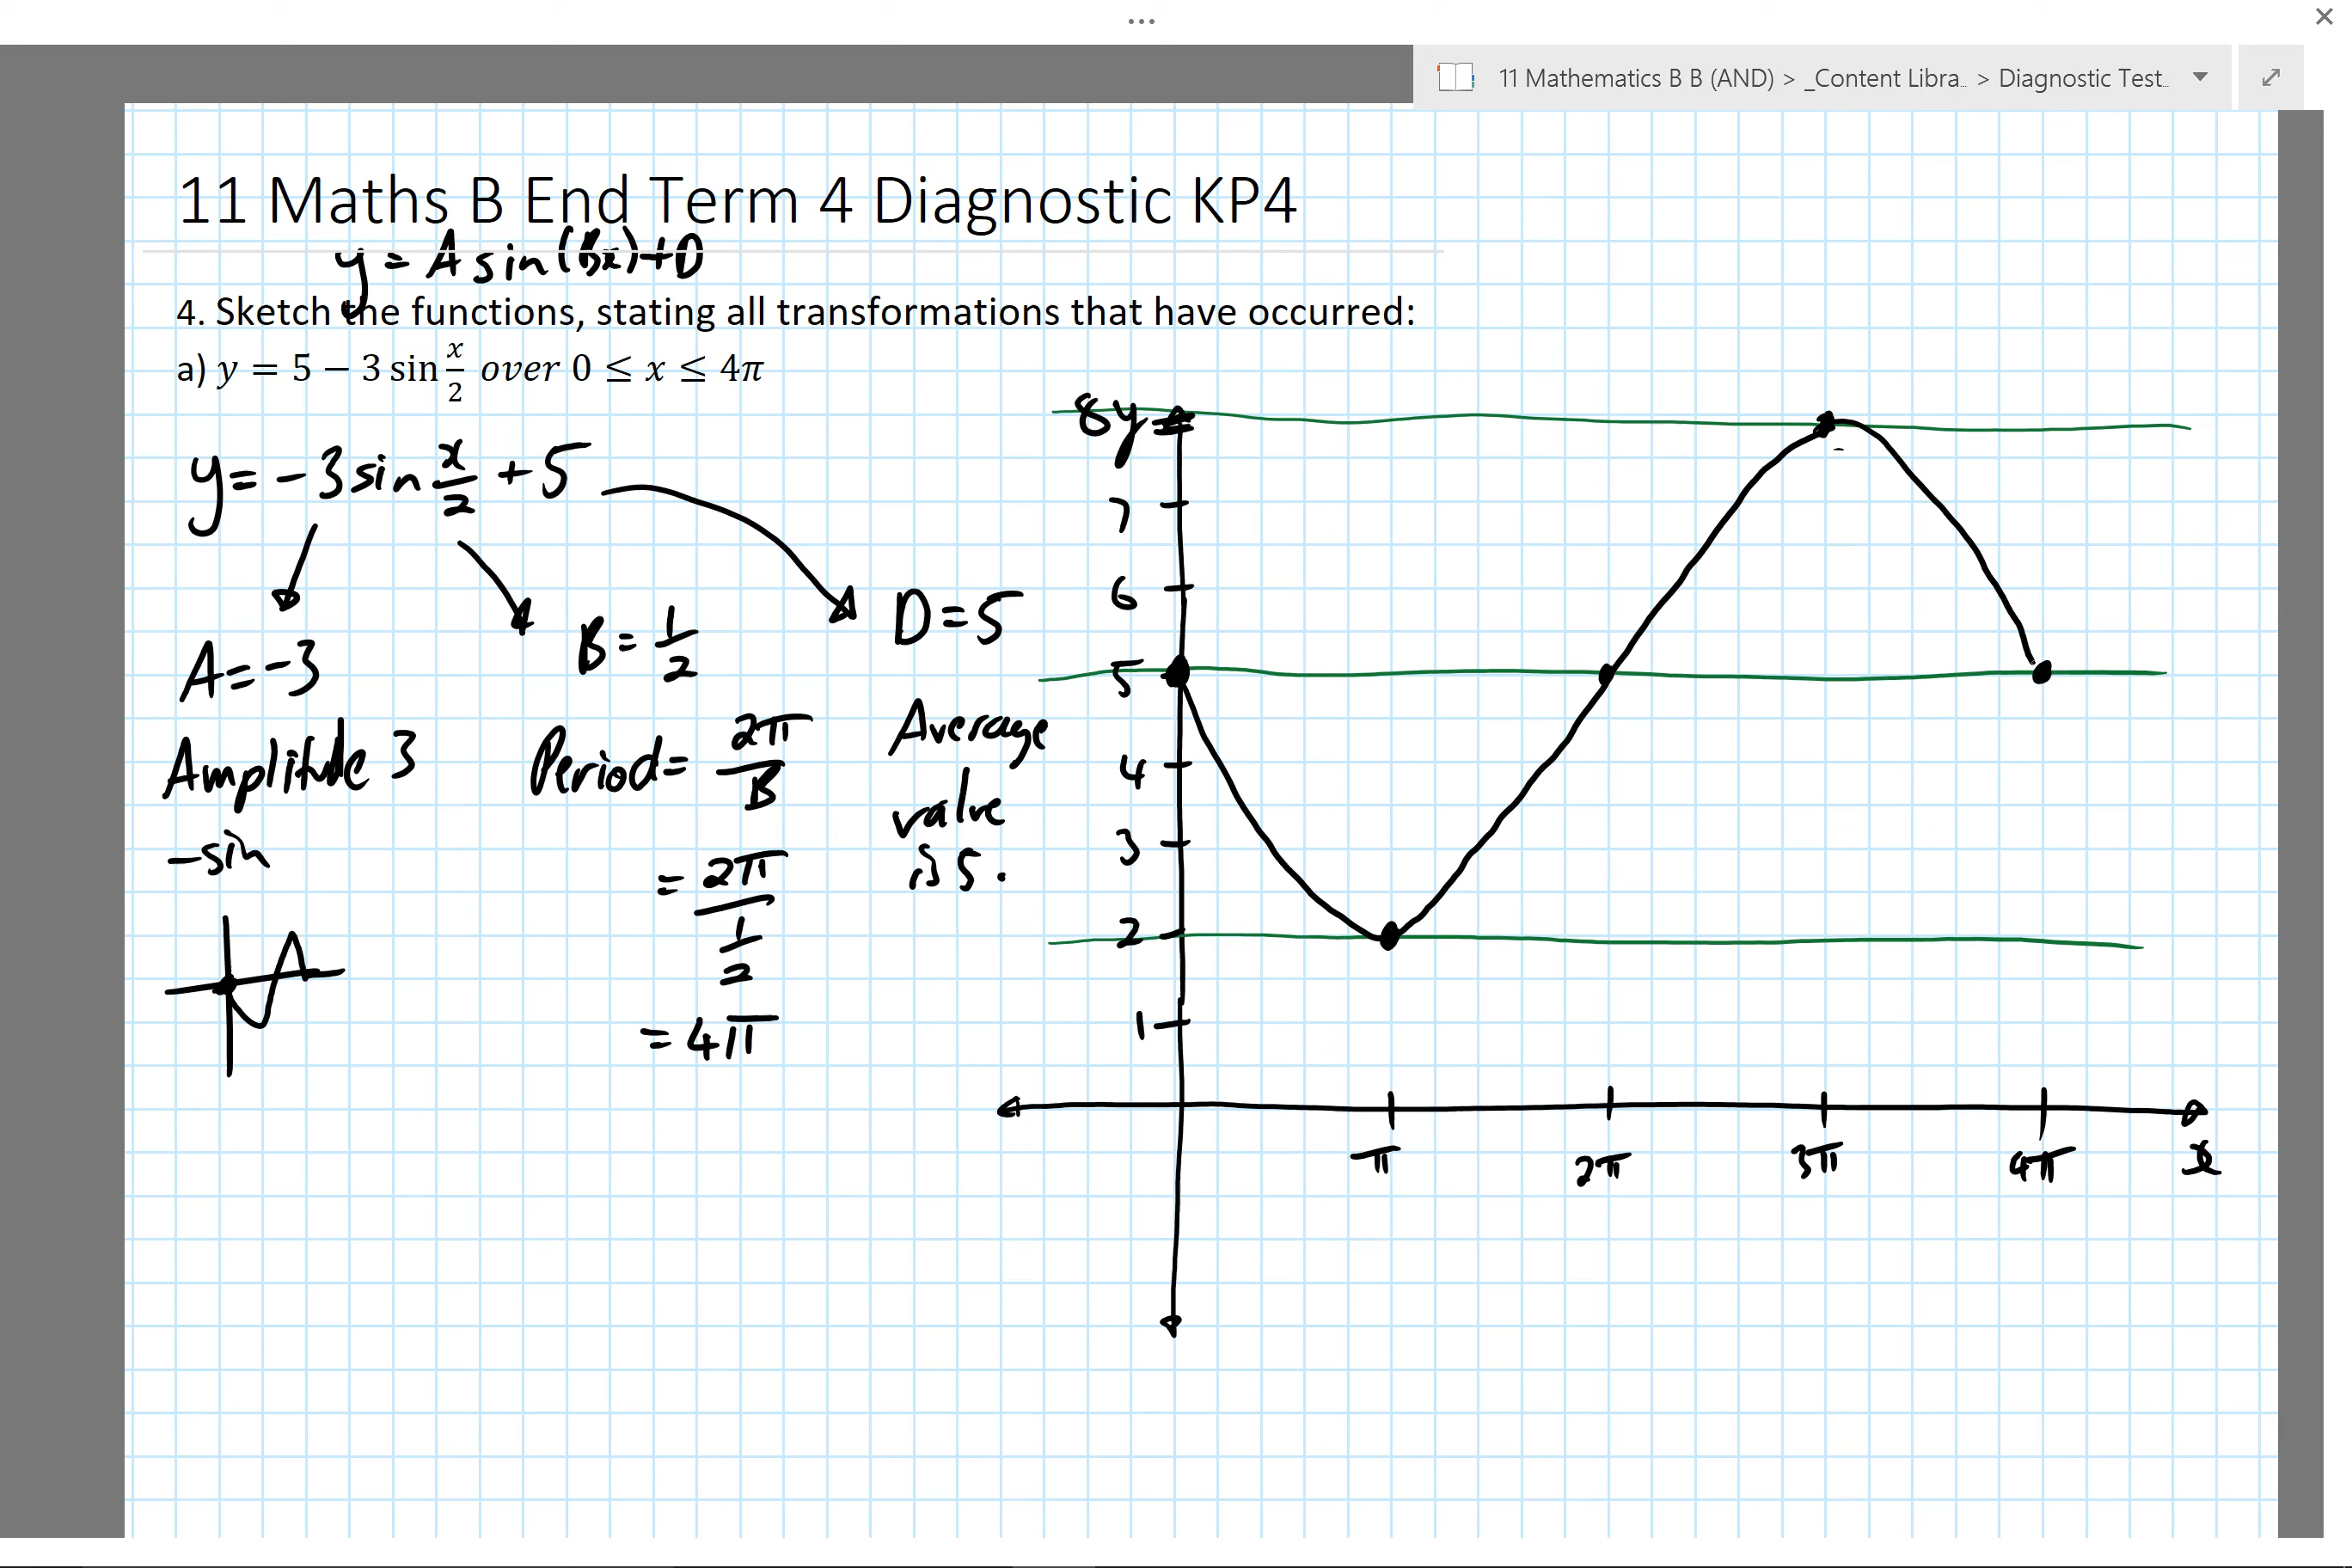 11 Mathematics B B (AND) > _Content Libra... > Diagnostic Test...
11 Maths B End Term 4 Diagnostic KP4
y = A sin(Bx)+D
4. Sketch the functions, stating all transformations that have occurred:
a) y = 5 − 3 sin x/2 over 0 ≤ x ≤ 4π
y = -3 sin x/2 + 5
A = -3
Amplitude 3
-sin
B = 1/2
Period = 2π/B
= 2π/(1/2)
= 4π
D = 5
Average
value
is 5.
8 y
7
6
5
4
3
2
1
π 2π 3π 4π x